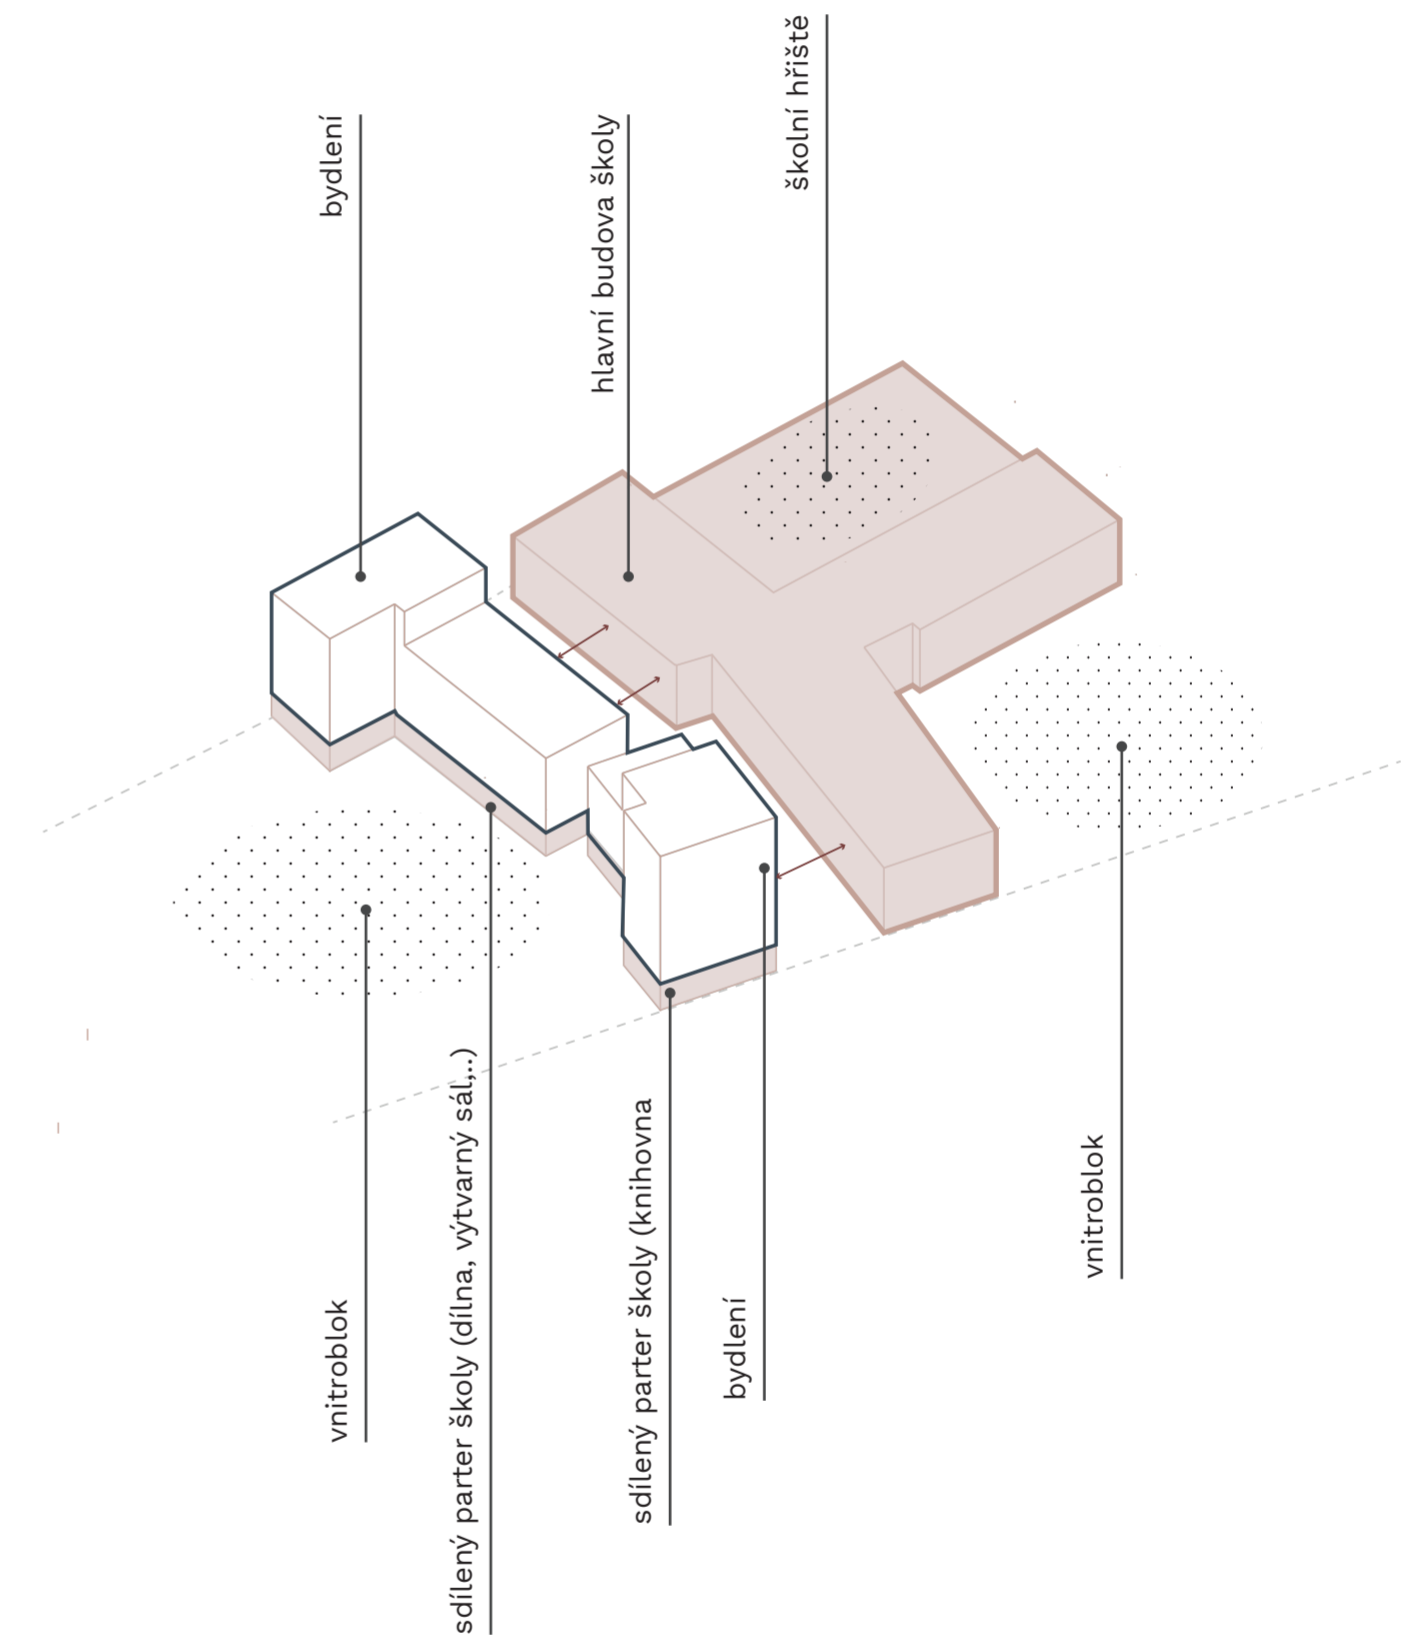 bydlení
hlavní budova školy
školní hřiště
vnitroblok
sdílený parter školy (dílna, výtvarný sál,..)
sdílený parter školy (knihovna
bydlení
vnitroblok